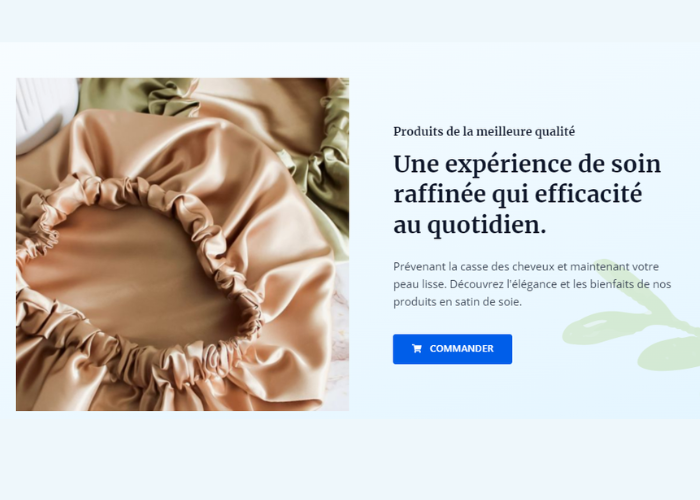 Produits de la meilleure qualité
Une expérience de soin
raffinée qui efficacité
au quotidien.
Prévenant la casse des cheveux et maintenant votre
peau lisse. Découvrez l'élégance et les bienfaits de nos
produits en satin de soie.
COMMANDER